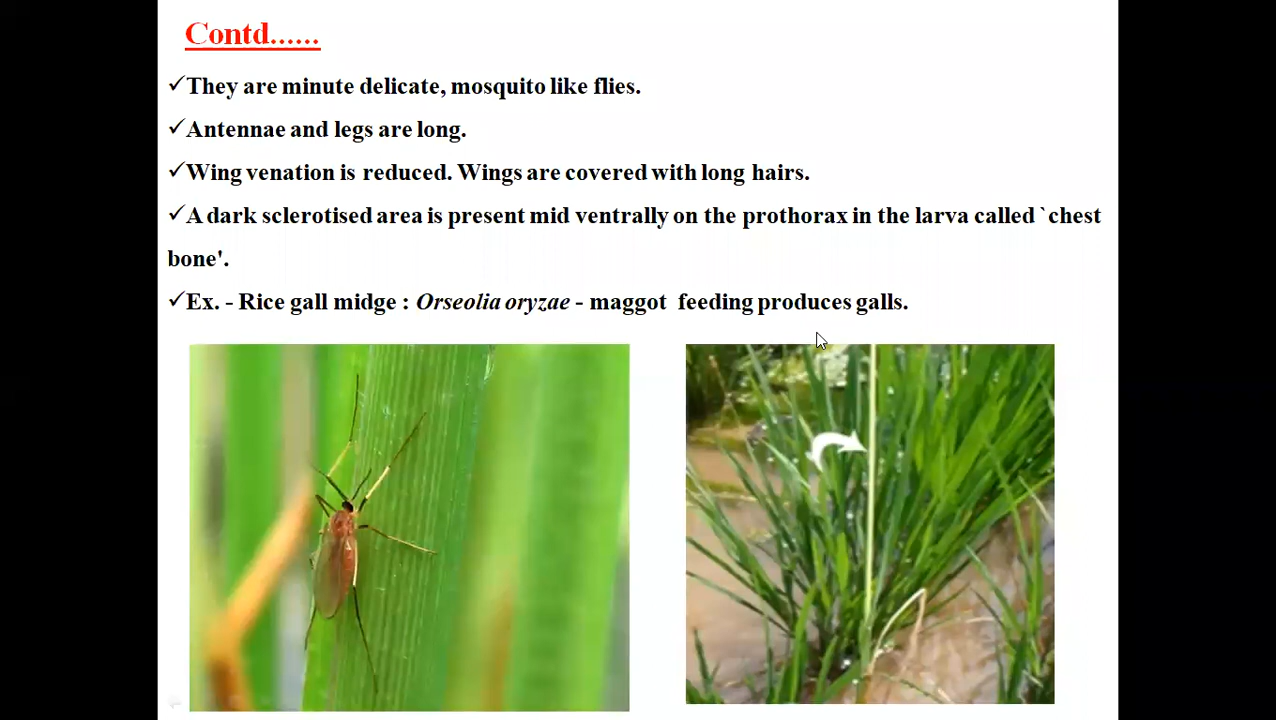 Contd......
✓They are minute delicate, mosquito like flies.
✓Antennae and legs are long.
✓Wing venation is reduced. Wings are covered with long hairs.
✓A dark sclerotised area is present mid ventrally on the prothorax in the larva called `chest
bone'.
✓Ex. - Rice gall midge : Orseolia oryzae - maggot feeding produces galls.